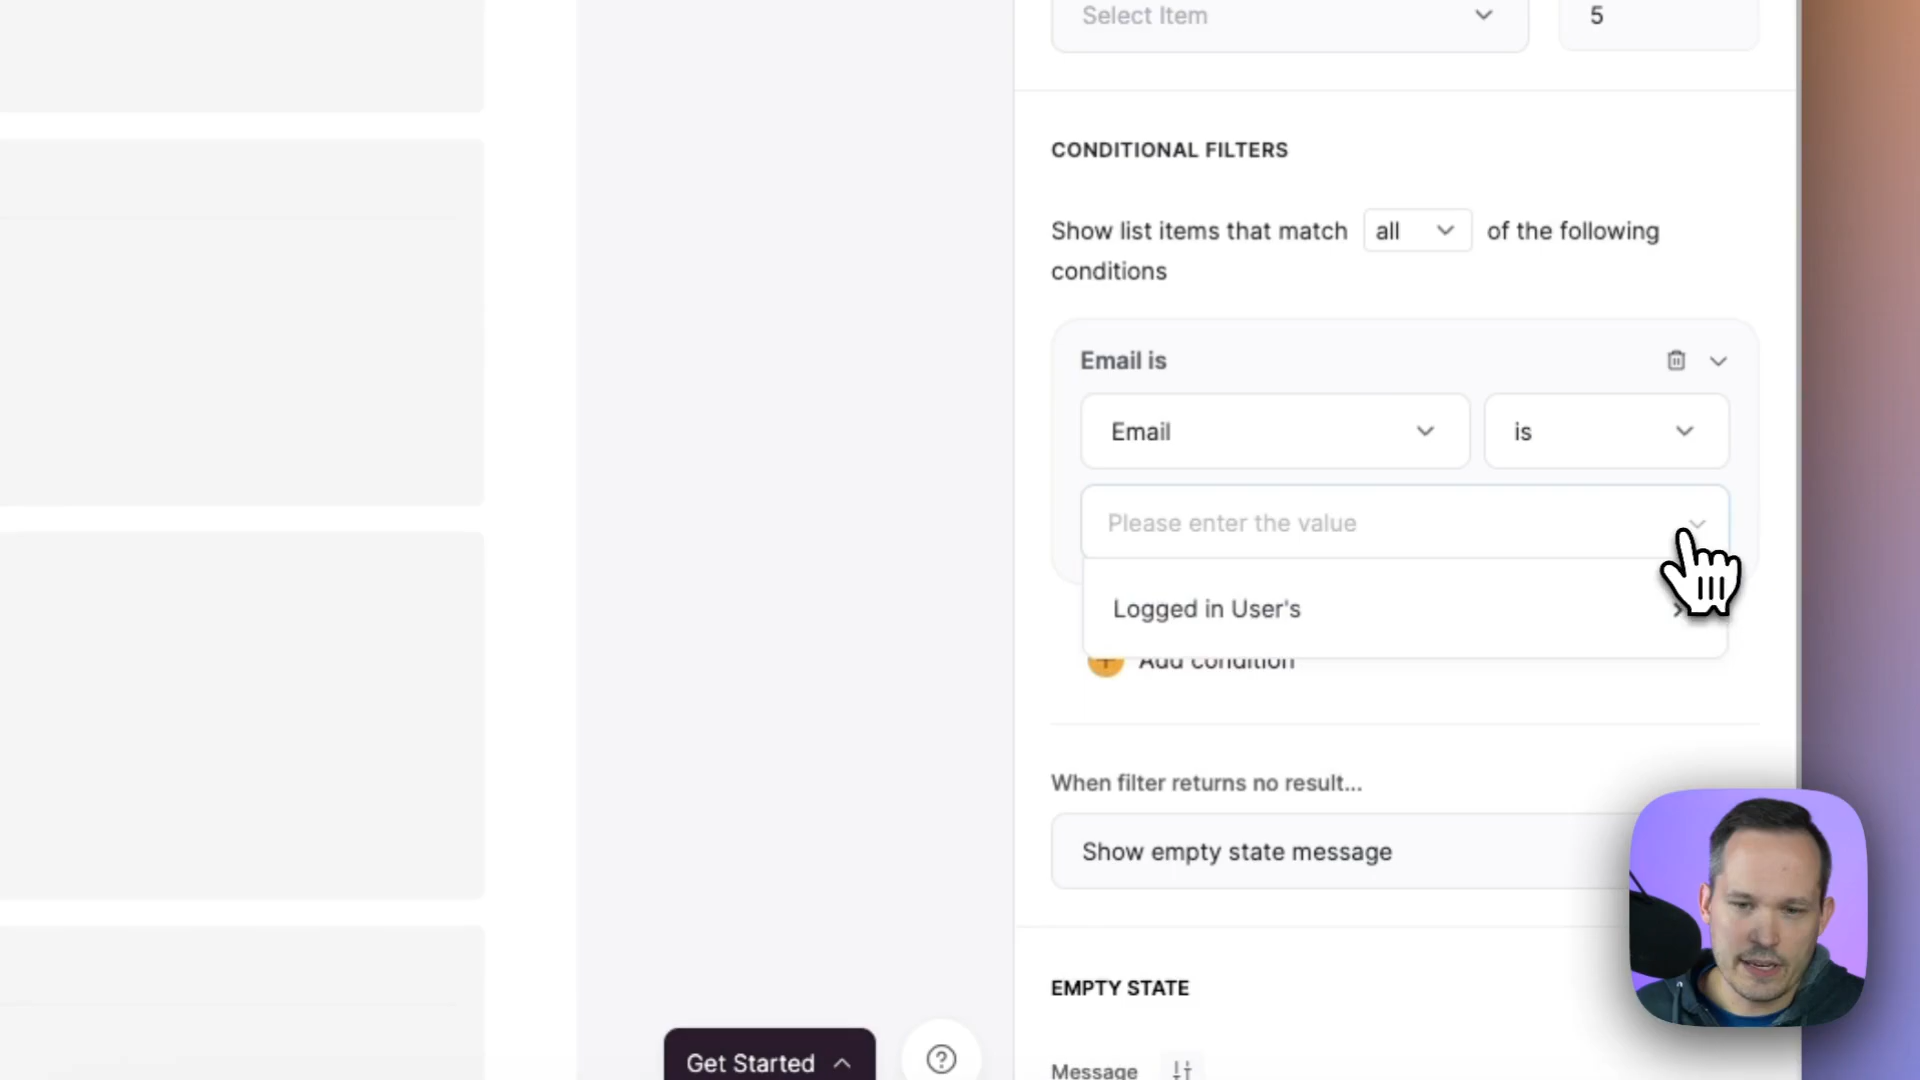 Select Item
5
CONDITIONAL FILTERS
Show list items that match all of the following
conditions
Email is
Email
is
Please enter the value
Logged in User's
Add condition
When filter returns no result...
Show empty state message
EMPTY STATE
Get Started
Message